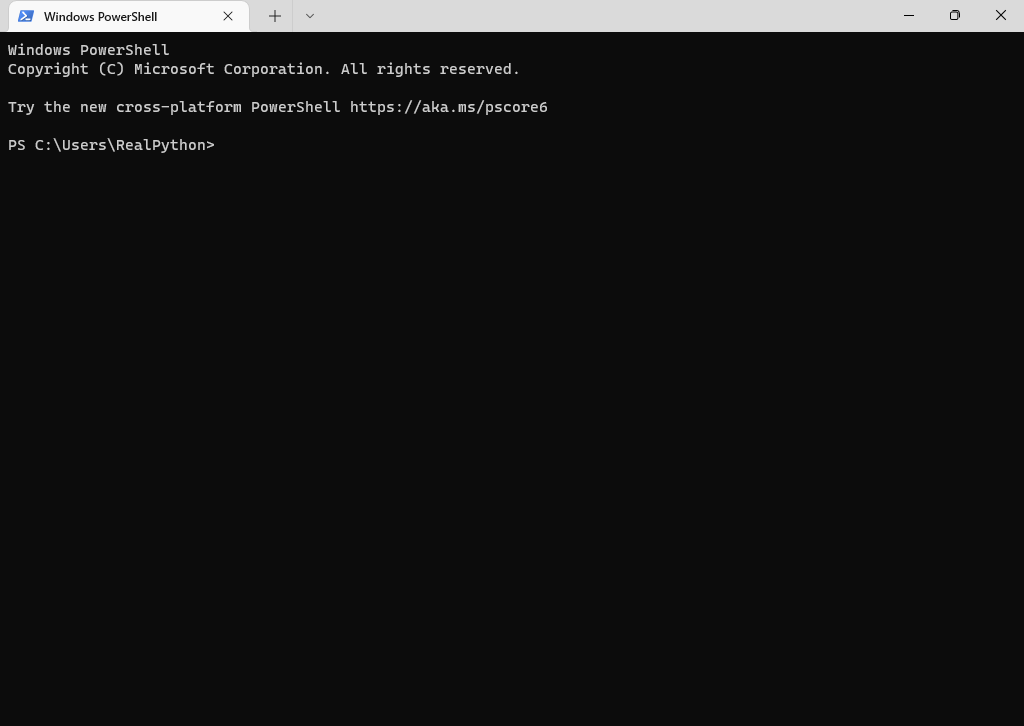 Windows PowerShell
Windows PowerShell
Copyright (C) Microsoft Corporation. All rights reserved.
Try the new cross-platform PowerShell https://aka.ms/pscore6
PS C:\Users\RealPython>